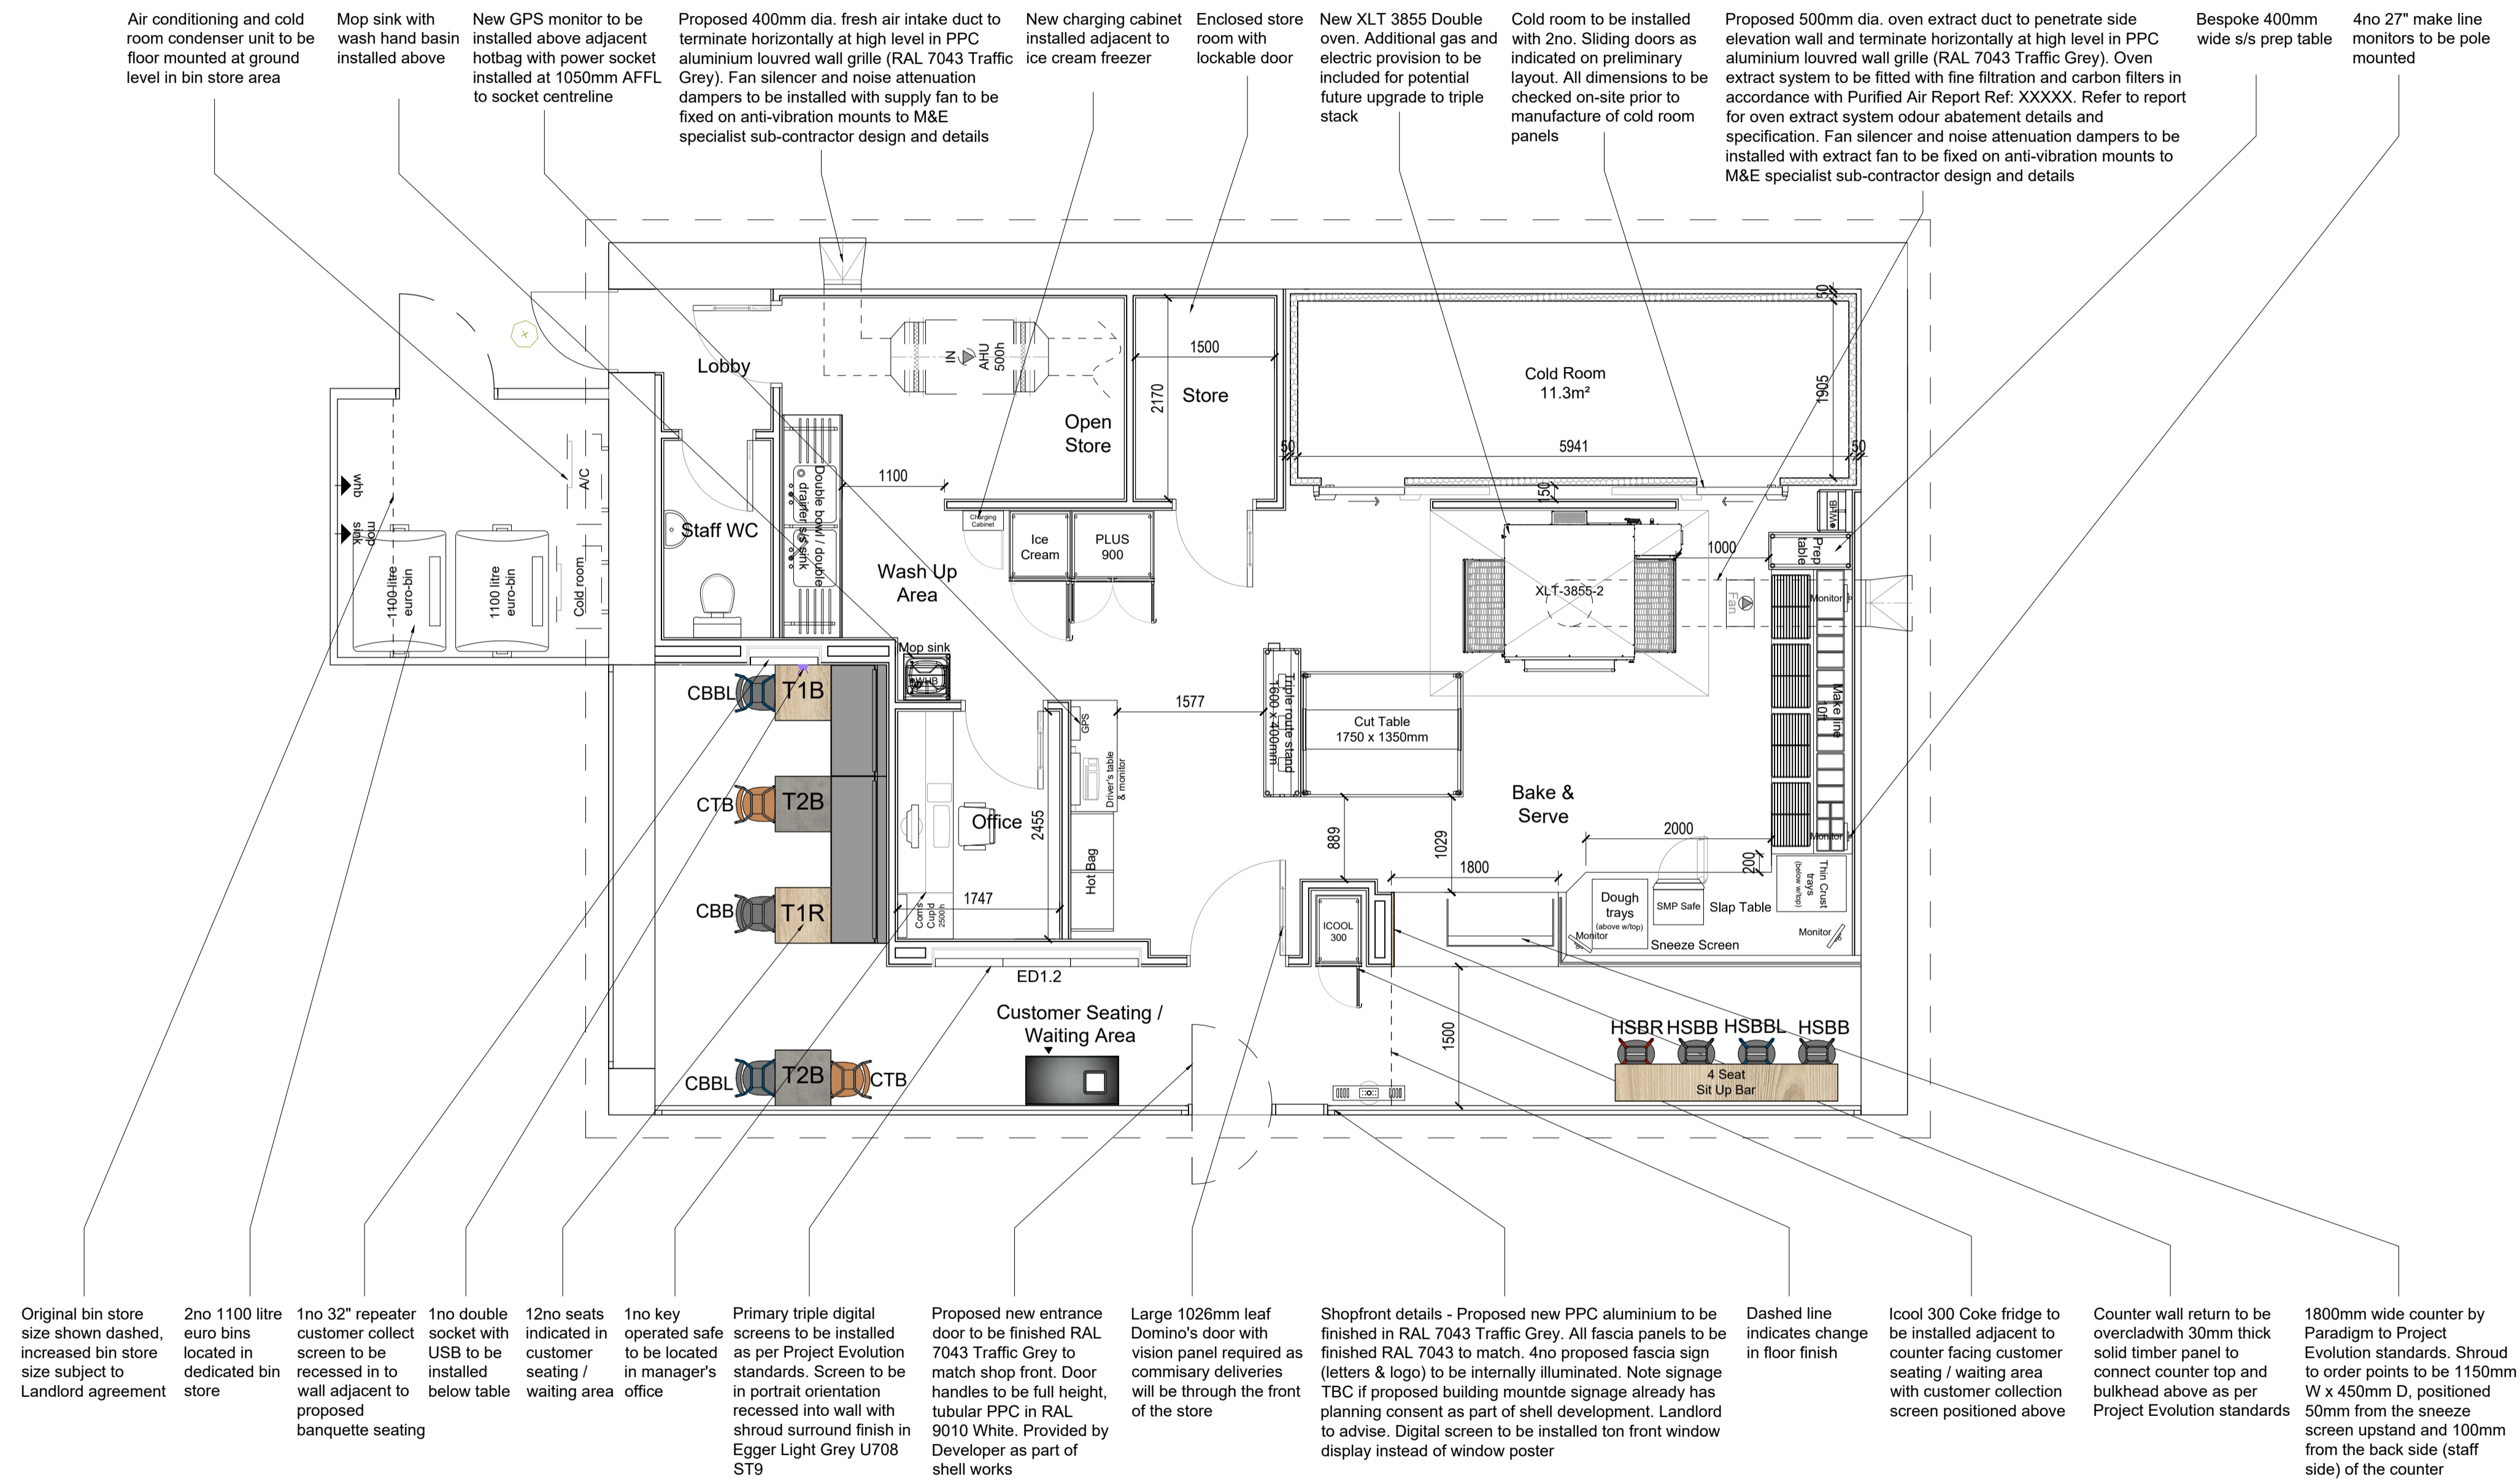 Air conditioning and cold
room condenser unit to be
floor mounted at ground
level in bin store area
Mop sink with
wash hand basin
installed above
New GPS monitor to be
installed above adjacent
hotbag with power socket
installed at 1050mm AFFL
to socket centreline
Proposed 400mm dia. fresh air intake duct to
terminate horizontally at high level in PPC
aluminium louvred wall grille (RAL 7043 Traffic
Grey). Fan silencer and noise attenuation
dampers to be installed with supply fan to be
fixed on anti-vibration mounts to M&E
specialist sub-contractor design and details
New charging cabinet
installed adjacent to
ice cream freezer
Enclosed store
room with
lockable door
New XLT 3855 Double
oven. Additional gas and
electric provision to be
included for potential
future upgrade to triple
stack
Cold room to be installed
with 2no. Sliding doors as
indicated on preliminary
layout. All dimensions to be
checked on-site prior to
manufacture of cold room
panels
Proposed 500mm dia. oven extract duct to penetrate side
elevation wall and terminate horizontally at high level in PPC
aluminium louvred wall grille (RAL 7043 Traffic Grey). Oven
extract system to be fitted with fine filtration and carbon filters in
accordance with Purified Air Report Ref: XXXXX. Refer to report
for oven extract system odour abatement details and
specification. Fan silencer and noise attenuation dampers to be
installed with extract fan to be fixed on anti-vibration mounts to
M&E specialist sub-contractor design and details
Bespoke 400mm
wide s/s prep table
4no 27" make line
monitors to be pole
mounted
Lobby
IN
AHU
500h
Open
Store
2170
1500
Store
Cold Room
11.3m²
5941
1905
50
50
50
150
whb
mop
sink
A/C
Cold room
1100 litre
euro-bin
1100 litre
euro-bin
Staff WC
Double bowl / double
drainer s/s sink
1100
Charging
Cabinet
Ice
Cream
PLUS
900
Wash Up
Area
Mop sink
WHB
XLT-3855-2
1000
WHB
Prep
table
Fan
Monitor
Make line
10ft
Monitor
Triple route stand
1600 x 400mm
Cut Table
1750 x 1350mm
1577
GPS
Driver's table
& monitor
Hot Bag
Office
2455
1747
Coms
Cup'd
2500h
CBBL
T1B
CTB
T2B
CBB
T1R
CBBL
T2B
CTB
ED1.2
Customer Seating /
Waiting Area
Bake &
Serve
889
1029
1800
2000
200
ICOOL
300
Dough
trays
(above w/top)
SMP Safe
Slap Table
Thin Crust
trays
(below w/top)
Monitor
Sneeze Screen
Monitor
1500
HSBR
HSBB
HSBBL
HSBB
4 Seat
Sit Up Bar
Original bin store
size shown dashed,
increased bin store
size subject to
Landlord agreement
2no 1100 litre
euro bins
located in
dedicated bin
store
1no 32" repeater
customer collect
screen to be
recessed in to
wall adjacent to
proposed
banquette seating
1no double
socket with
USB to be
installed
below table
12no seats
indicated in
customer
seating /
waiting area
1no key
operated safe
to be located
in manager's
office
Primary triple digital
screens to be installed
as per Project Evolution
standards. Screen to be
in portrait orientation
recessed into wall with
shroud surround finish in
Egger Light Grey U708
ST9
Proposed new entrance
door to be finished RAL
7043 Traffic Grey to
match shop front. Door
handles to be full height,
tubular PPC in RAL
9010 White. Provided by
Developer as part of
shell works
Large 1026mm leaf
Domino's door with
vision panel required as
commisary deliveries
will be through the front
of the store
Shopfront details - Proposed new PPC aluminium to be
finished in RAL 7043 Traffic Grey. All fascia panels to be
finished RAL 7043 to match. 4no proposed fascia sign
(letters & logo) to be internally illuminated. Note signage
TBC if proposed building mountde signage already has
planning consent as part of shell development. Landlord
to advise. Digital screen to be installed ton front window
display instead of window poster
Dashed line
indicates change
in floor finish
Icool 300 Coke fridge to
be installed adjacent to
counter facing customer
seating / waiting area
with customer collection
screen positioned above
Counter wall return to be
overcladwith 30mm thick
solid timber panel to
connect counter top and
bulkhead above as per
Project Evolution standards
1800mm wide counter by
Paradigm to Project
Evolution standards. Shroud
to order points to be 1150mm
W x 450mm D, positioned
50mm from the sneeze
screen upstand and 100mm
from the back side (staff
side) of the counter